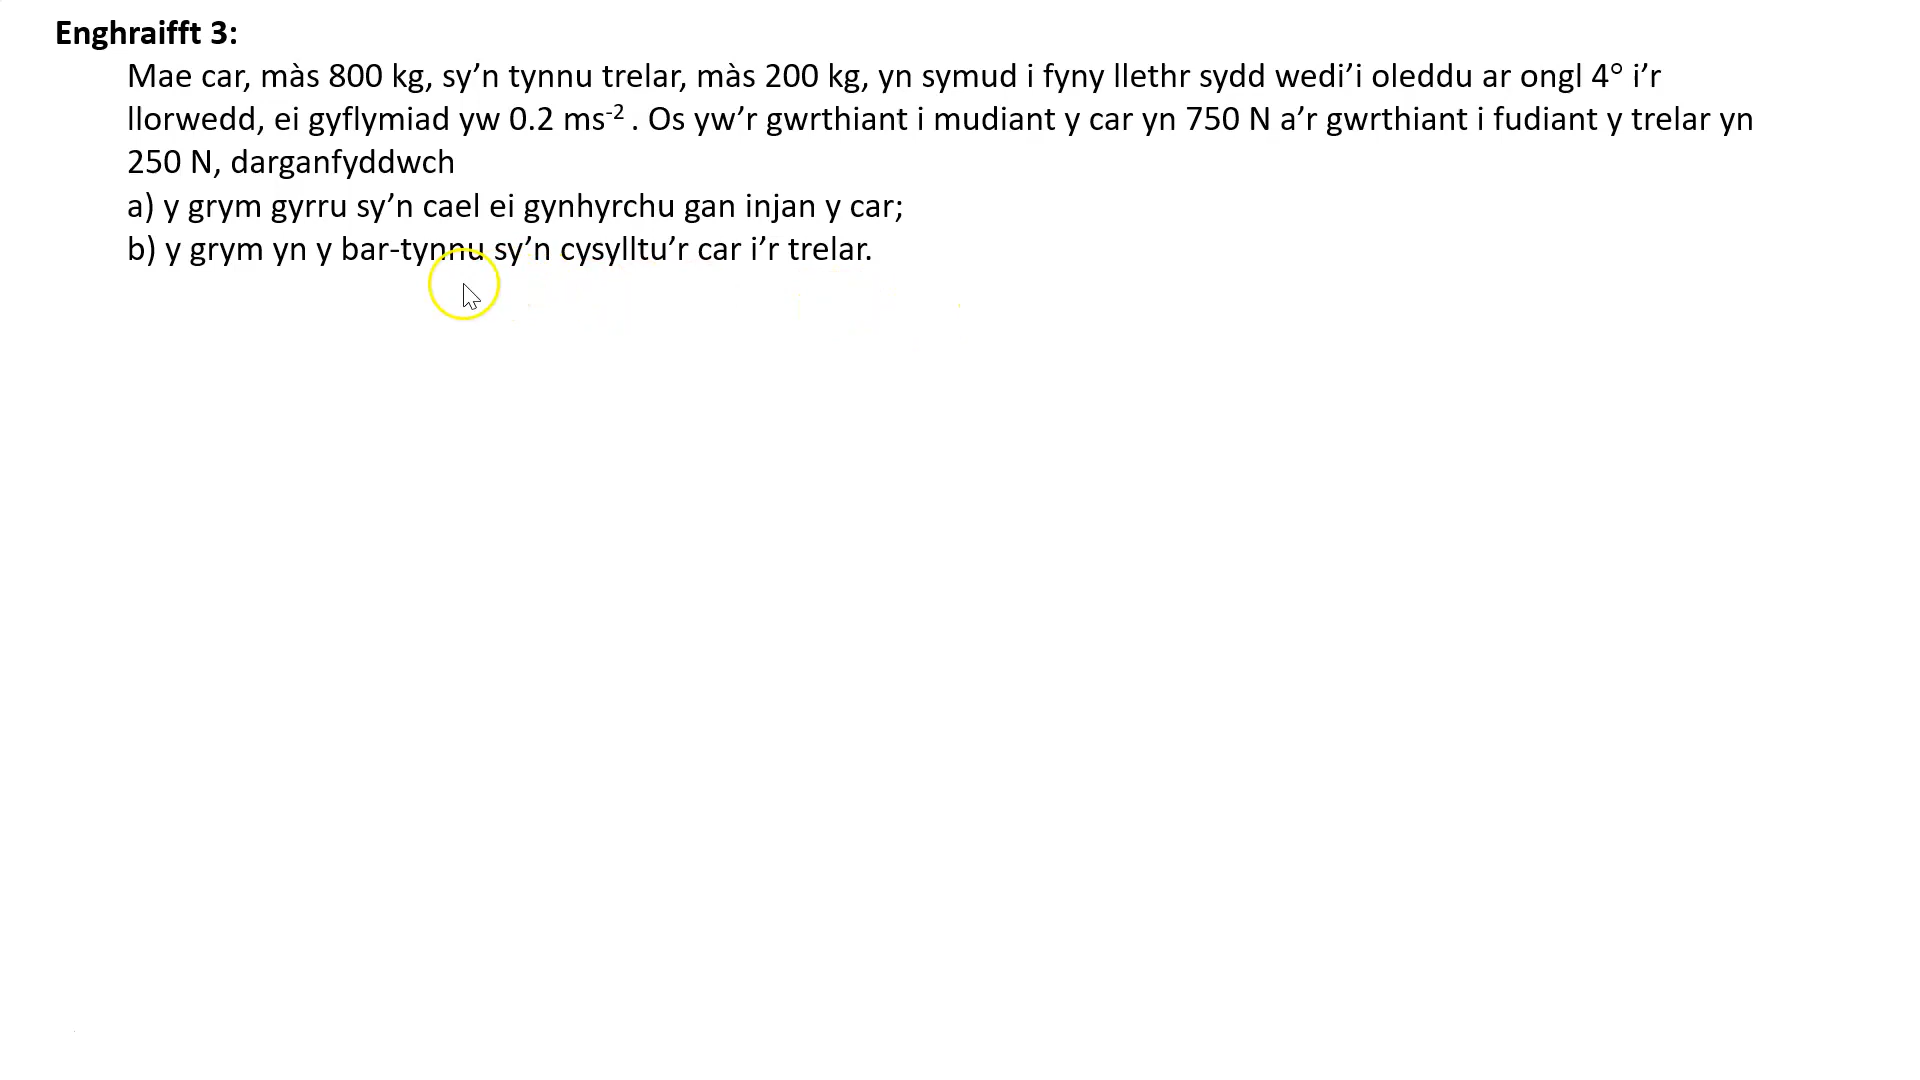 Enghraifft 3:
Mae car, màs 800 kg, sy’n tynnu trelar, màs 200 kg, yn symud i fyny llethr sydd wedi’i oleddu ar ongl 4° i’r
llorwedd, ei gyflymiad yw 0.2 ms⁻² . Os yw’r gwrthiant i mudiant y car yn 750 N a’r gwrthiant i fudiant y trelar yn
250 N, darganfyddwch
a) y grym gyrru sy’n cael ei gynhyrchu gan injan y car;
b) y grym yn y bar-tynnu sy’n cysylltu’r car i’r trelar.